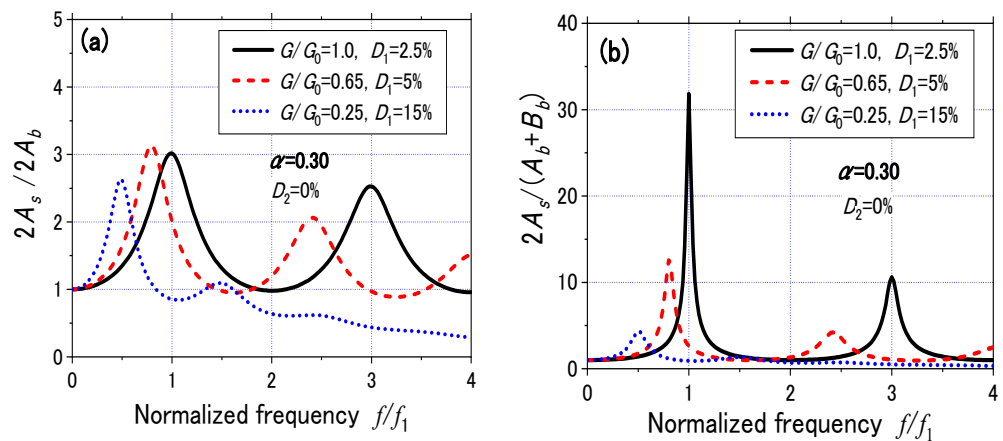 (a)
G/G₀=1.0, D₁=2.5%
G/G₀=0.65, D₁=5%
G/G₀=0.25, D₁=15%
α=0.30
D₂=0%
2Aₛ/2A_b
5
4
3
2
1
0
0 1 2 3 4
Normalized frequency f/f₁
(b)
G/G₀=1.0, D₁=2.5%
G/G₀=0.65, D₁=5%
G/G₀=0.25, D₁=15%
α=0.30
D₂=0%
2Aₛ/(A_b+B_b)
40
30
20
10
0
0 1 2 3 4
Normalized frequency f/f₁